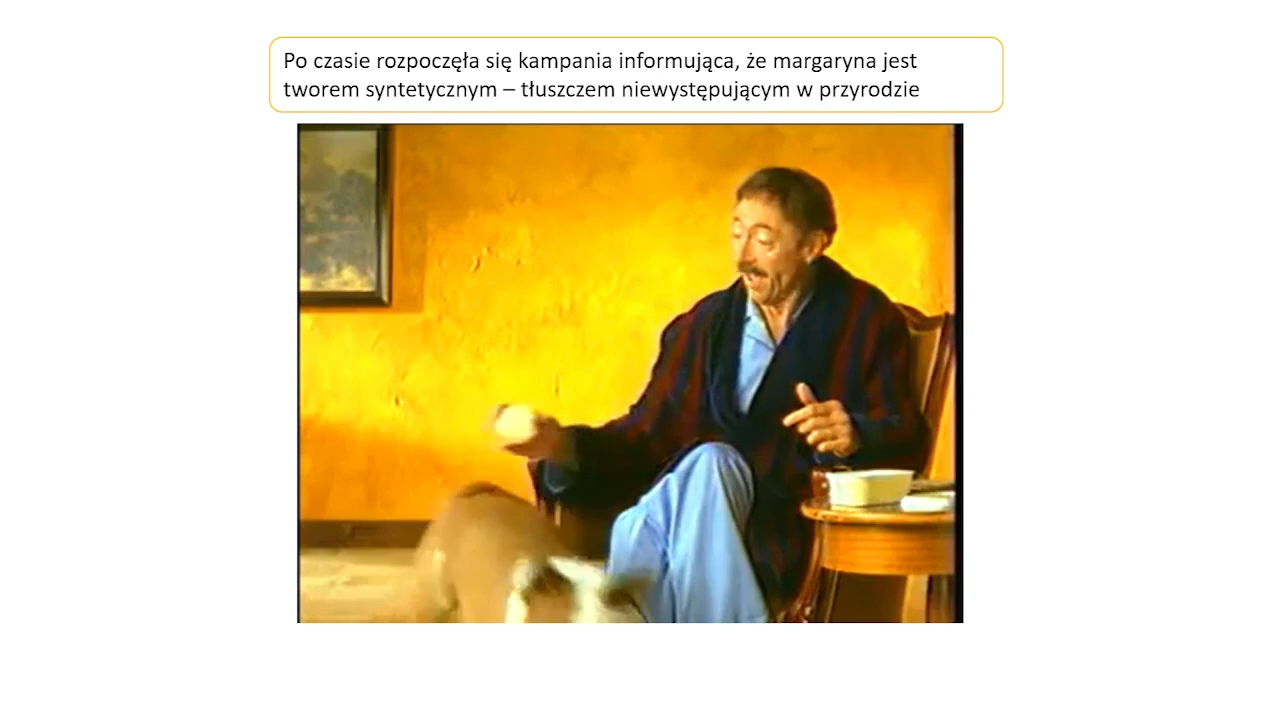 Po czasie rozpoczęła się kampania informująca, że margaryna jest
tworem syntetycznym – tłuszczem niewystępującym w przyrodzie